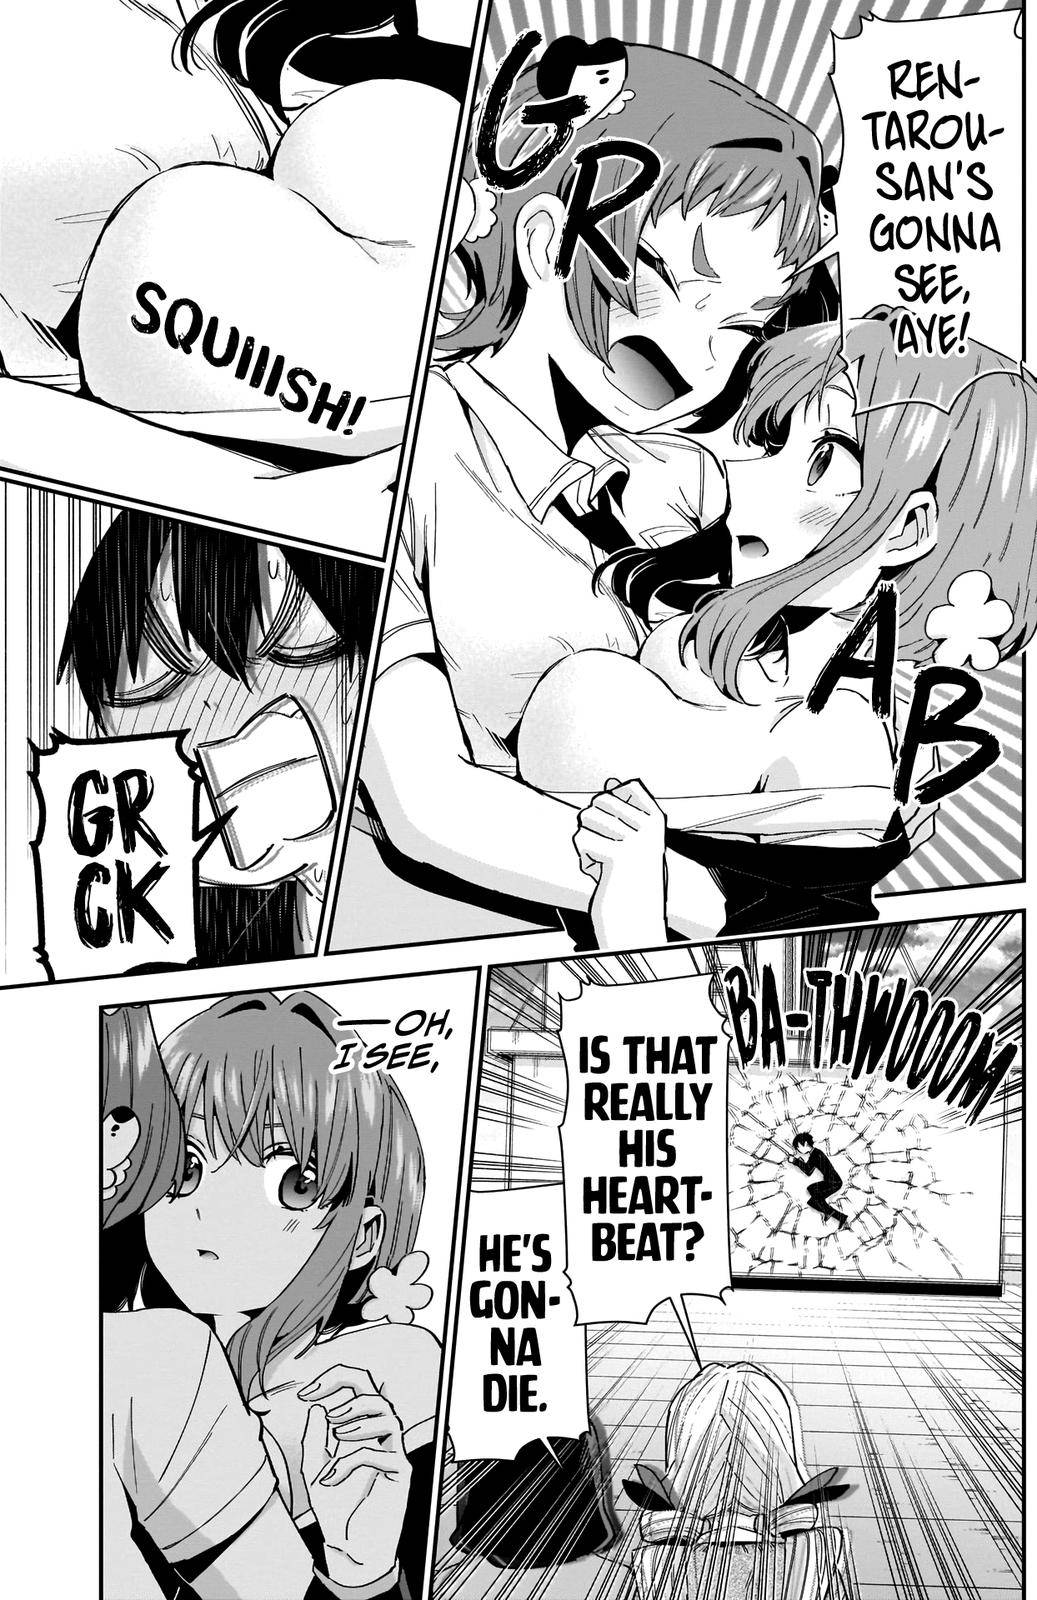 REN-
TAROU-
SAN'S
GONNA
SEE,
AYE!
GRAB
SQUIIISH!
GR
CK
BA-THWOOOM
IS THAT
REALLY
HIS
HEART-
BEAT?
HE'S
GON-
NA
DIE.
—OH,
I SEE,